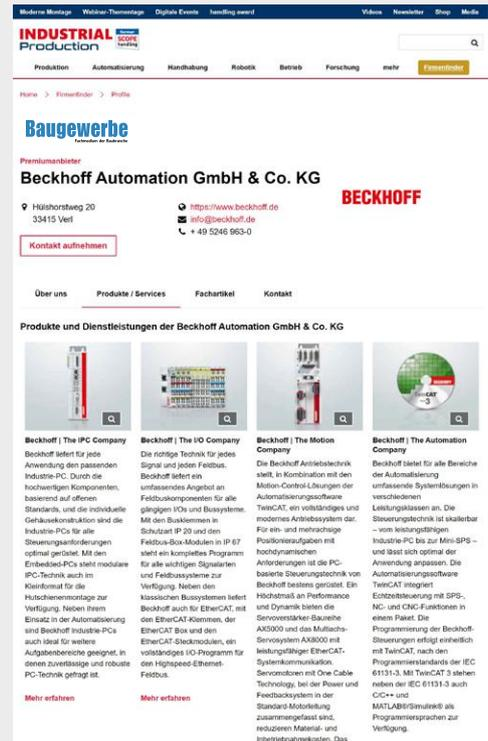 Moderne Montage Webinar-Thementage Digitale Events handling award Videos Newsletter Shop Media
INDUSTRIAL
Production
SCOPE
handling
Produktion Automatisierung Handhabung Robotik Betrieb Forschung mehr Firmenfinder
Home > Firmenfinder > Profile
Baugewerbe
Fachmedium der Baubranche
Premiumanbieter
Beckhoff Automation GmbH & Co. KG
BECKHOFF
Hülshorstweg 20
33415 Verl
https://www.beckhoff.de
info@beckhoff.de
+ 49 5246 963-0
Kontakt aufnehmen
Über uns Produkte / Services Fachartikel Kontakt
Produkte und Dienstleistungen der Beckhoff Automation GmbH & Co. KG
Beckhoff | The IPC Company
Beckhoff liefert für jede
Anwendung den passenden
Industrie-PC. Durch die
hochwertigen Komponenten,
basierend auf offenen
Standards, und die individuelle
Gehäusekonstruktion sind die
Industrie-PCs für alle
Steuerungsanforderungen
optimal gerüstet. Mit den
Embedded-PCs steht modulare
IPC-Technik auch im
Kleinformat für die
Hutschienenmontage zur
Verfügung. Neben ihrem
Einsatz in der Automatisierung
sind Beckhoff Industrie-PCs
auch ideal für weitere
Aufgabenbereiche geeignet, in
denen zuverlässige und robuste
PC-Technik gefragt ist.
Mehr erfahren
Beckhoff | The I/O Company
Die richtige Technik für jedes
Signal und jeden Feldbus.
Beckhoff liefert ein
umfassendes Angebot an
Feldbuskomponenten für alle
gängigen I/Os und Bussysteme.
Mit den Busklemmen in
Schutzart IP 20 und den
Feldbus-Box-Modulen in IP 67
steht ein komplettes Programm
für alle wichtigen Signalarten
und Feldbussysteme zur
Verfügung. Neben den
klassischen Bussystemen liefert
Beckhoff auch für EtherCAT, mit
den EtherCAT-Klemmen, der
EtherCAT Box und den
EtherCAT-Steckmodulen, ein
vollständiges I/O-Programm für
den Highspeed-Ethernet-
Feldbus.
Mehr erfahren
Beckhoff | The Motion
Company
Die Beckhoff Antriebstechnik
stellt, in Kombination mit den
Motion-Control-Lösungen der
Automatisierungssoftware
TwinCAT, ein vollständiges und
modernes Antriebssystem dar.
Für ein- und mehrachsige
Positionieraufgaben mit
hochdynamischen
Anforderungen ist die PC-
basierte Steuerungstechnik von
Beckhoff bestens gerüstet. Ein
Höchstmaß an Performance
und Dynamik bieten die
Servoverstärker-Baureihe
AX5000 und das Multiachs-
Servosystem AX8000 mit
leistungsfähiger EtherCAT-
Systemkommunikation.
Servomotoren mit One Cable
Technology, bei der Power und
Feedbacksystem in der
Standard-Motorleitung
zusammengefasst sind,
reduzieren Material- und
Inbetriebnahmekosten. Das
BECKHOFF
TwinCAT
3
Beckhoff | The Automation
Company
Beckhoff bietet für alle Bereiche
der Automatisierung
umfassende Systemlösungen in
verschiedenen
Leistungsklassen an. Die
Steuerungstechnik ist skalierbar
– vom leistungsfähigen
Industrie-PC bis zur Mini-SPS –
und lässt sich optimal der
Anwendung anpassen. Die
Automatisierungssoftware
TwinCAT integriert
Echtzeitsteuerung mit SPS-,
NC- und CNC-Funktionen in
einem Paket. Die
Programmierung der Beckhoff-
Steuerungen erfolgt einheitlich
mit TwinCAT, nach den
Programmierstandards der IEC
61131-3. Mit TwinCAT 3 stehen
neben der IEC 61131-3 auch
C/C++ und
MATLAB®/Simulink® als
Programmiersprachen zur
Verfügung.